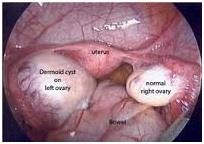 uterus
Dermoid cyst
on
left ovary
normal
right ovary
Bowel